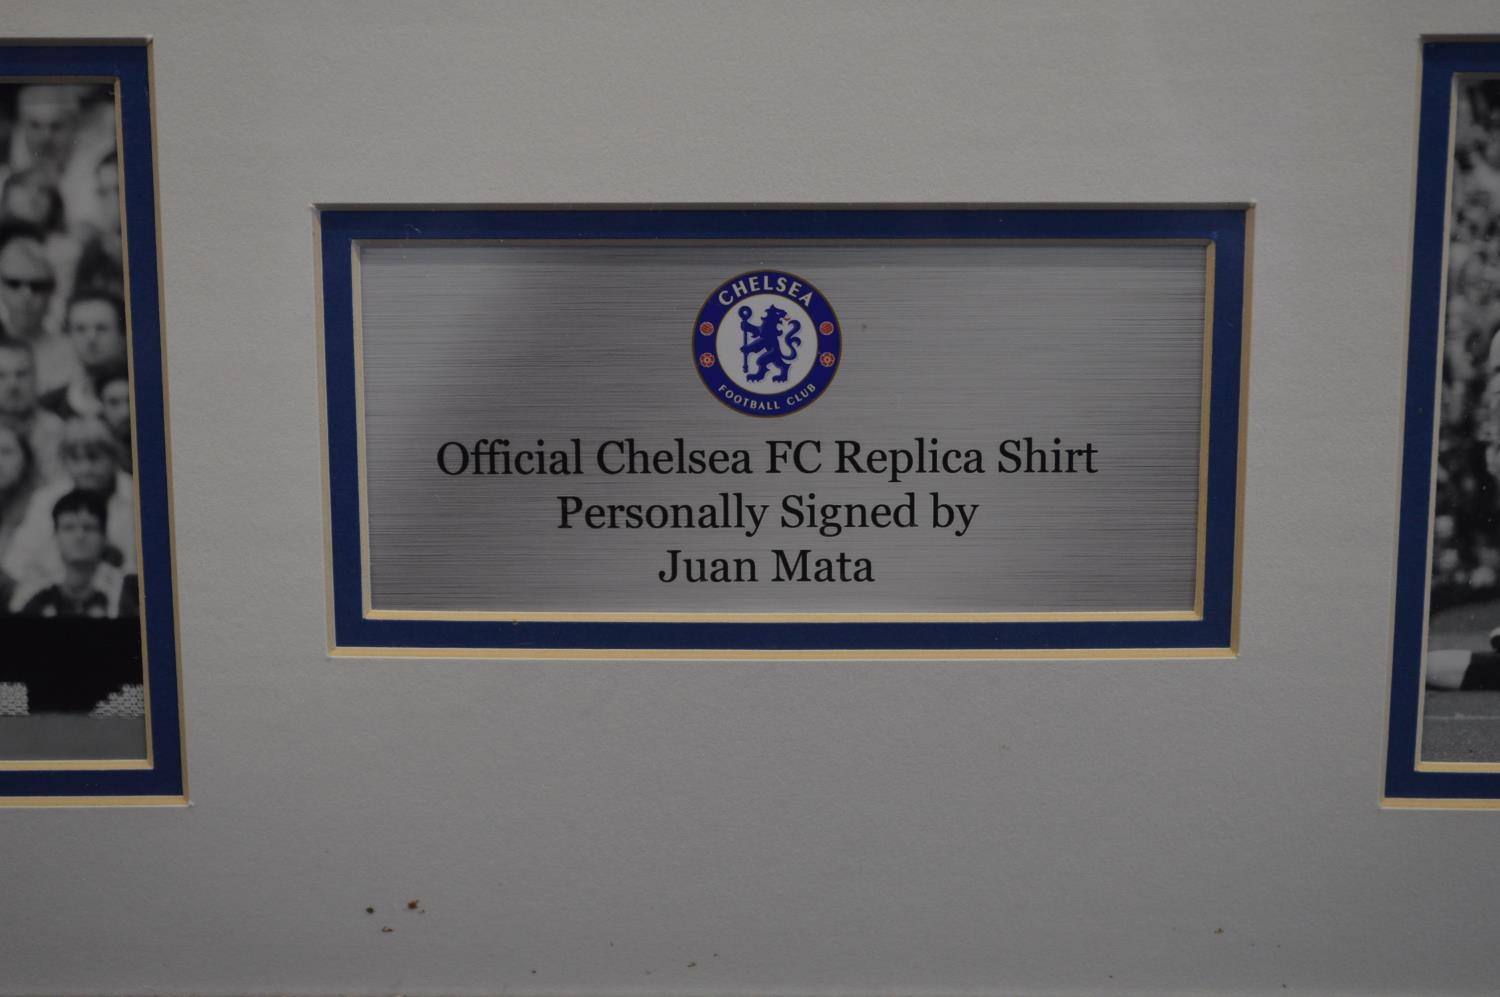 CHELSEA
FOOTBALL CLUB
Official Chelsea FC Replica Shirt
Personally Signed by
Juan Mata